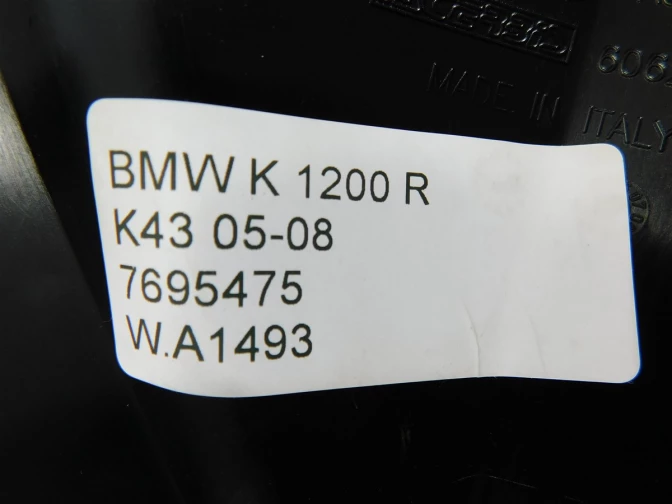 MADE IN ITALY
BMW K 1200 R
K43 05-08
7695475
W.A1493